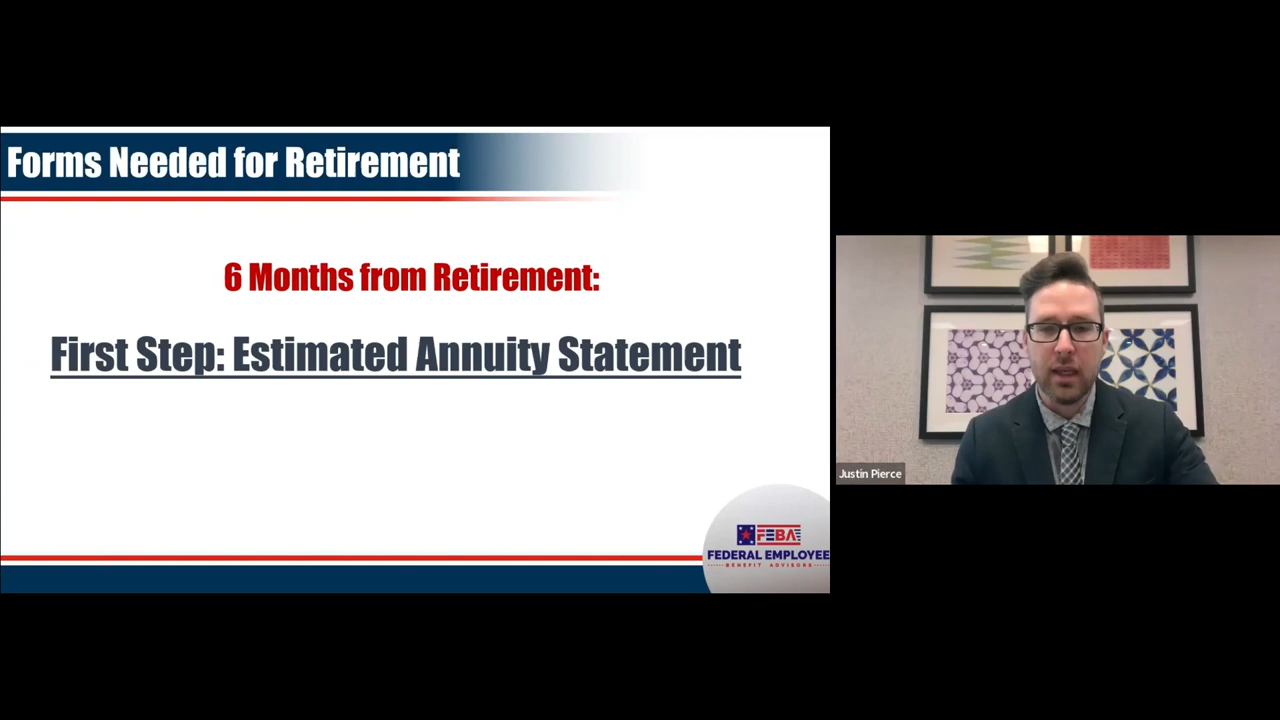 Forms Needed for Retirement
6 Months from Retirement:
First Step: Estimated Annuity Statement
FEBA
FEDERAL EMPLOYEE
BENEFIT ADVISORS
Justin Pierce